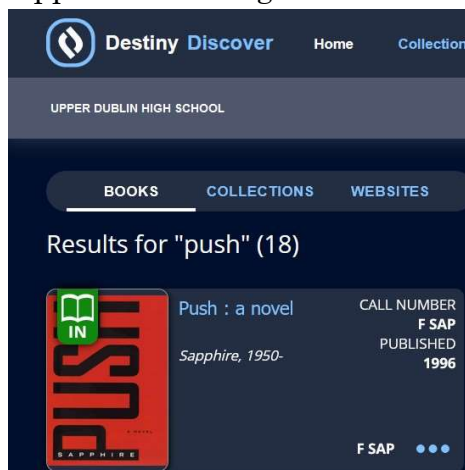 Destiny Discover Home Collection
UPPER DUBLIN HIGH SCHOOL
BOOKS COLLECTIONS WEBSITES
Results for "push" (18)
IN
PUSH
A NOVEL
SAPPHIRE
Push : a novel
Sapphire, 1950-
CALL NUMBER
F SAP
PUBLISHED
1996
F SAP